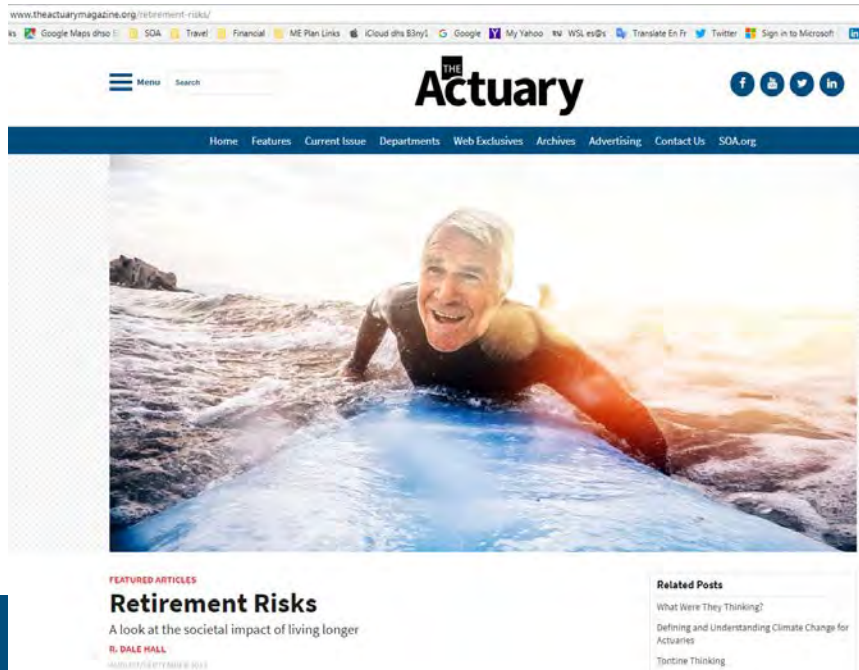 www.theactuarymagazine.org/retirement-risks/
Google Maps dhso SOA Travel Financial ME Plan Links iCloud dhs Google My Yahoo WSL Translate En Fr Twitter Sign in to Microsoft
Menu Search
THE
Actuary
Home Features Current Issue Departments Web Exclusives Archives Advertising Contact Us SOA.org
FEATURED ARTICLES
Retirement Risks
A look at the societal impact of living longer
R. DALE HALL
Related Posts
What Were They Thinking?
Defining and Understanding Climate Change for
Actuaries
Tontine Thinking